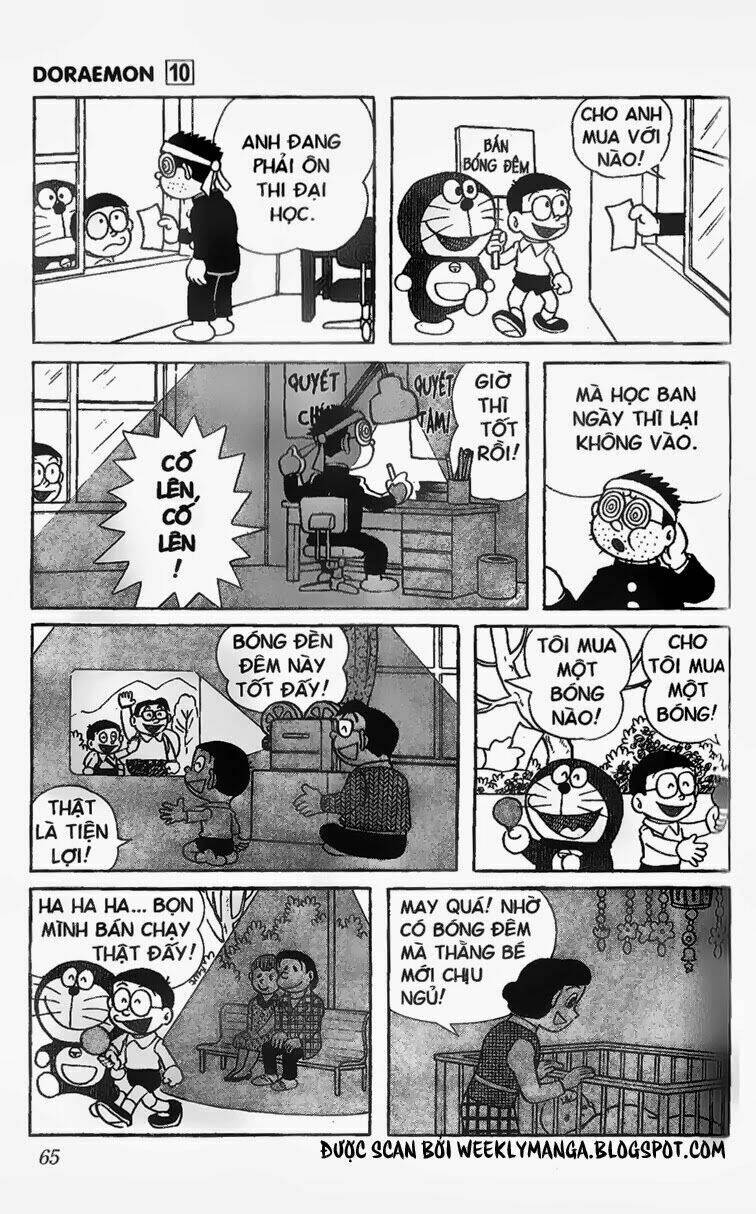 DORAEMON 10
CHO ANH
MUA VỚI
NÀO!
BÁN
BÓNG ĐÊM
ANH ĐANG
PHẢI ÔN
THI ĐẠI
HỌC.
MÀ HỌC BAN
NGÀY THÌ LẠI
KHÔNG VÀO.
GIỜ
THÌ
TỐT
RỒI!
QUYẾT
TÂM!
QUYẾT
CỐ
LÊN,
CỐ
LÊN
!
CHO
TÔI MUA
MỘT
BÓNG!
TÔI MUA
MỘT
BÓNG
NÀO!
BÓNG ĐÈN
ĐÊM NÀY
TỐT ĐẤY!
THẬT
LÀ TIỆN
LỢI!
MAY QUÁ! NHỜ
CÓ BÓNG ĐÊM
MÀ THẰNG BÉ
MỚI CHỊU
NGỦ!
HA HA HA... BỌN
MÌNH BÁN CHẠY
THẬT ĐẤY!
65
ĐƯỢC SCAN BỞI WEEKLYMANGA.BLOGSPOT.COM